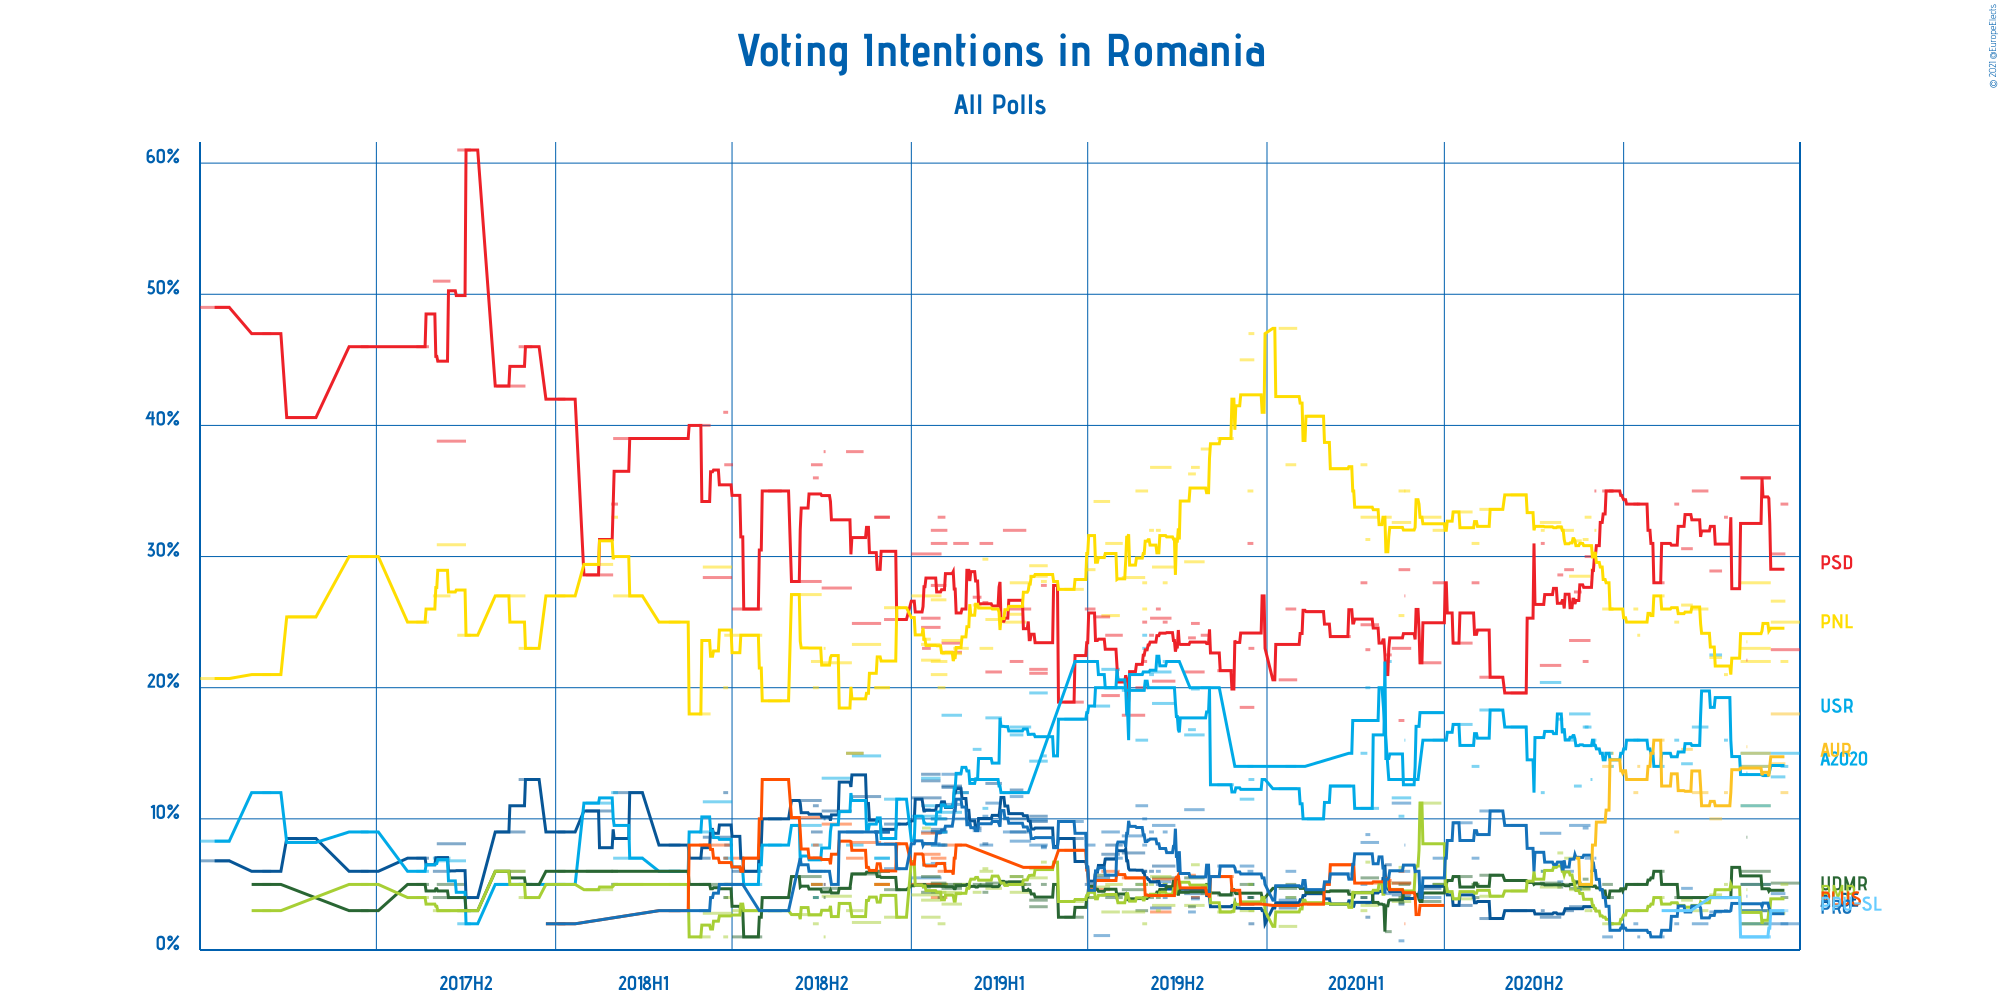 Voting Intentions in Romania
All Polls
© 2021 @EuropeElects
60%
50%
40%
30%
20%
10%
0%
PSD
PNL
USR
AUR
A2020
UDMR
PRO
SL
2017H2
2018H1
2018H2
2019H1
2019H2
2020H1
2020H2